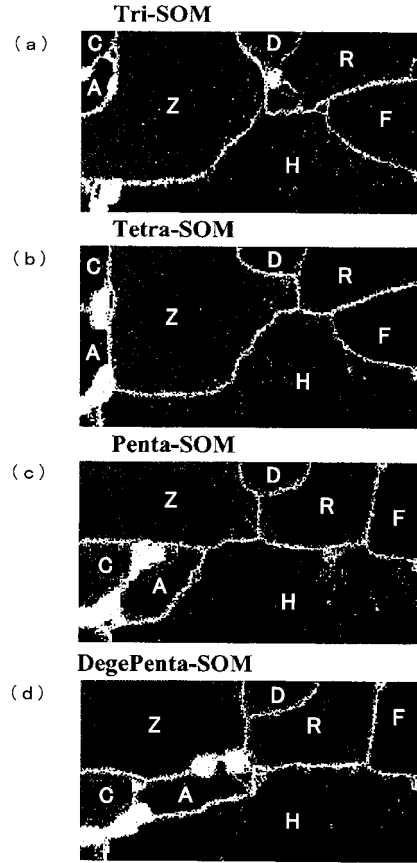 Tri-SOM
(a)
C D R
A Z F
H
Tetra-SOM
(b)
C D R
Z F
A H
Penta-SOM
(c)
Z D R
F
C A H
DegePenta-SOM
(d)
Z D R F
C A H